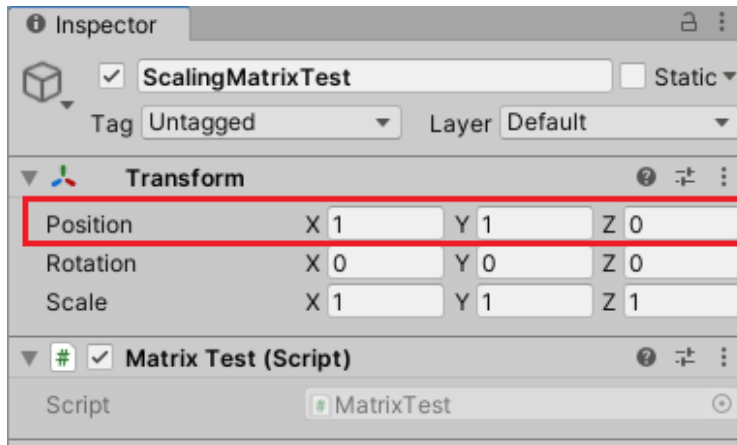 Inspector
ScalingMatrixTest Static
Tag Untagged Layer Default
Transform
Position X 1 Y 1 Z 0
Rotation X 0 Y 0 Z 0
Scale X 1 Y 1 Z 1
# Matrix Test (Script)
Script # MatrixTest